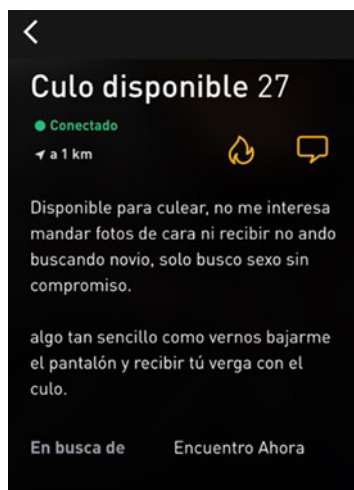 Culo disponible 27
Conectado
a 1 km
Disponible para culear, no me interesa
mandar fotos de cara ni recibir no ando
buscando novio, solo busco sexo sin
compromiso.
algo tan sencillo como vernos bajarme
el pantalón y recibir tú verga con el
culo.
En busca de Encuentro Ahora